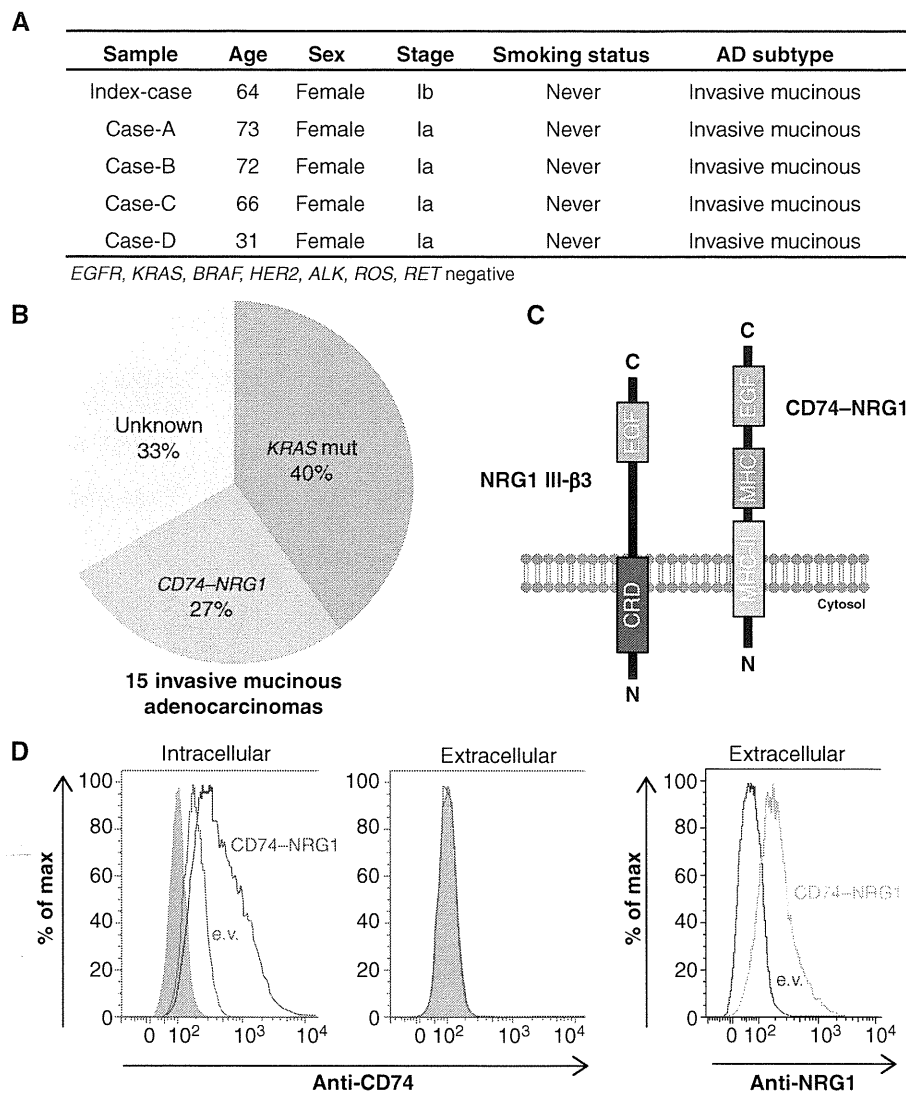 A
Sample Age Sex Stage Smoking status AD subtype
Index-case 64 Female Ib Never Invasive mucinous
Case-A 73 Female Ia Never Invasive mucinous
Case-B 72 Female Ia Never Invasive mucinous
Case-C 66 Female Ia Never Invasive mucinous
Case-D 31 Female Ia Never Invasive mucinous
EGFR, KRAS, BRAF, HER2, ALK, ROS, RET negative
B
Unknown
33%
KRAS mut
40%
CD74–NRG1
27%
15 invasive mucinous
adenocarcinomas
C
C
EGF
NRG1 III-β3
CRD
N
C
EGF
CD74–NRG1
MHC
MHC-II
Cytosol
N
D
Intracellular
% of max
100
80
60
40
20
0
CD74–NRG1
e.v.
0 10² 10³ 10⁴
Extracellular
100
80
60
40
20
0
0 10² 10³ 10⁴
Anti-CD74
Extracellular
% of max
100
80
60
40
20
0
CD74–NRG1
e.v.
0 10² 10³ 10⁴
Anti-NRG1